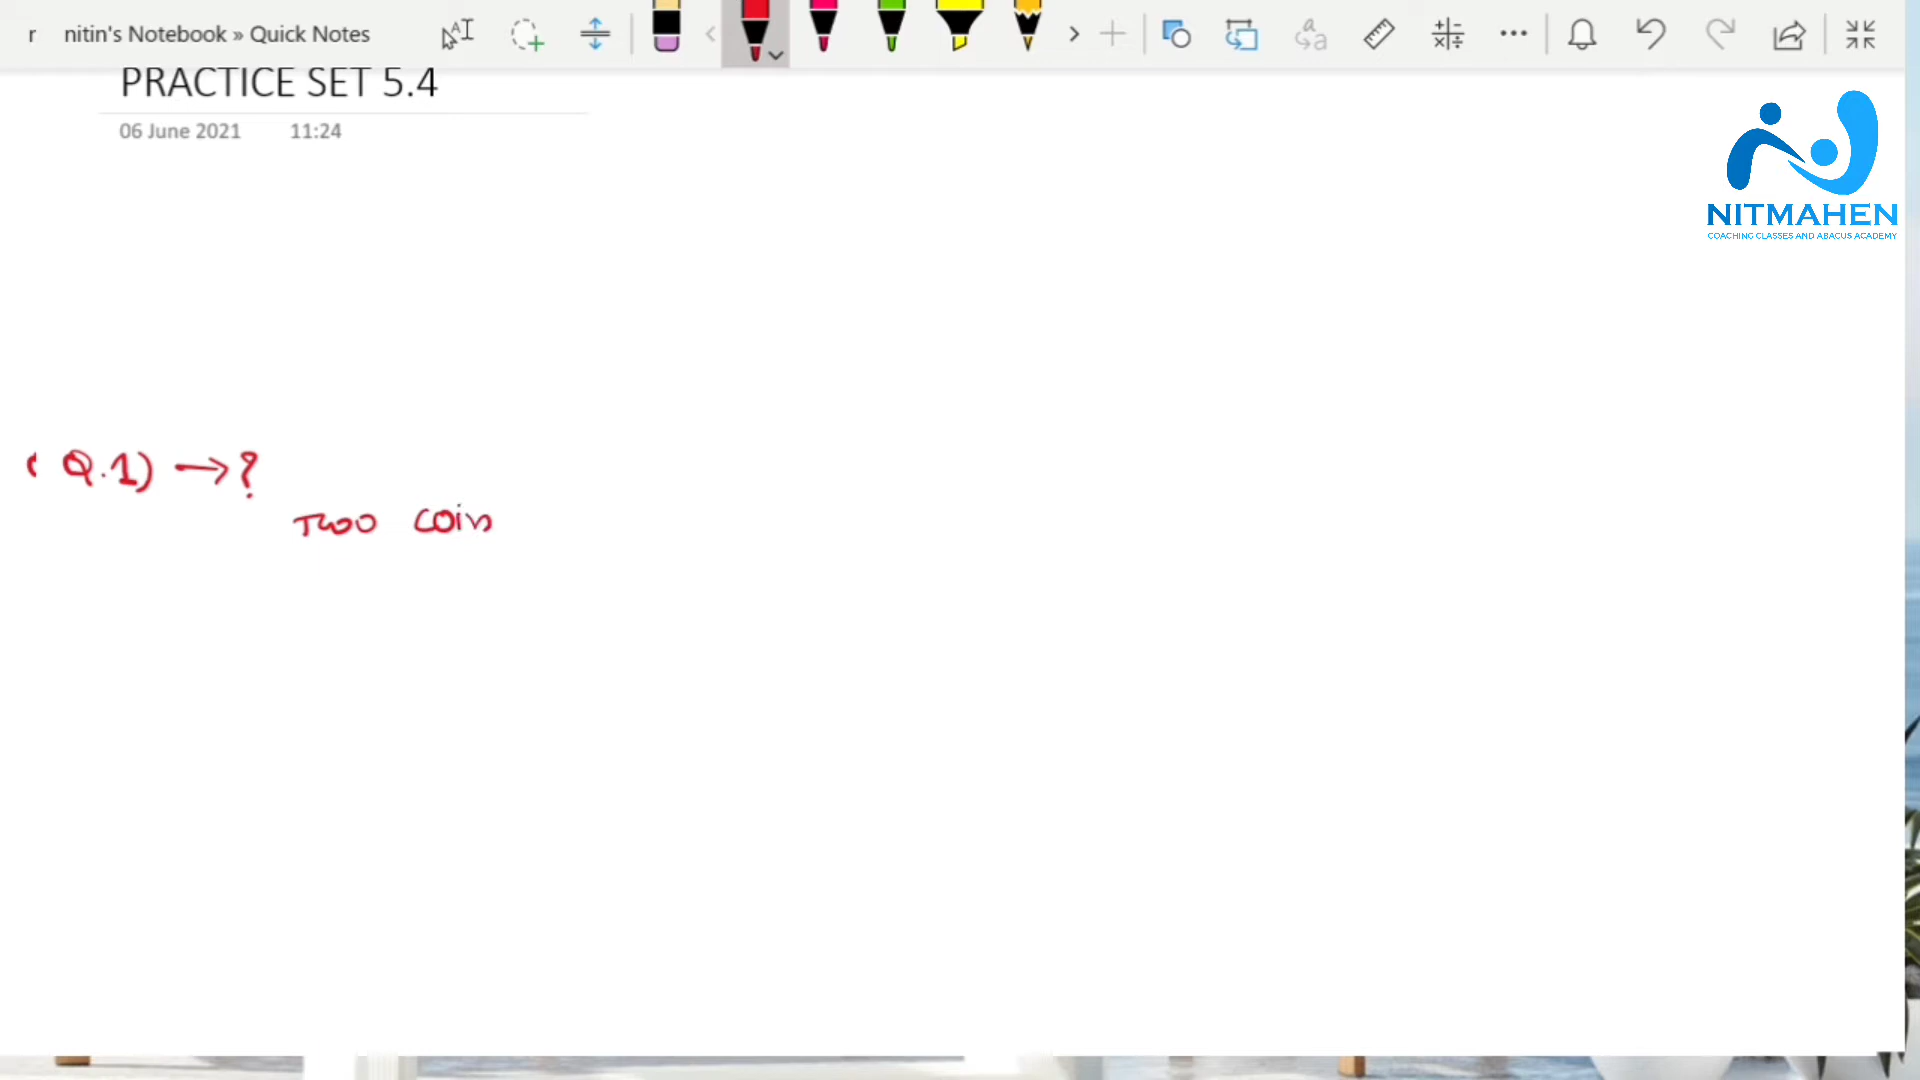 r nitin's Notebook » Quick Notes
PRACTICE SET 5.4
06 June 2021 11:24
NITMAHEN
COACHING CLASSES AND ABACUS ACADEMY
( Q.1) →?
Two coin